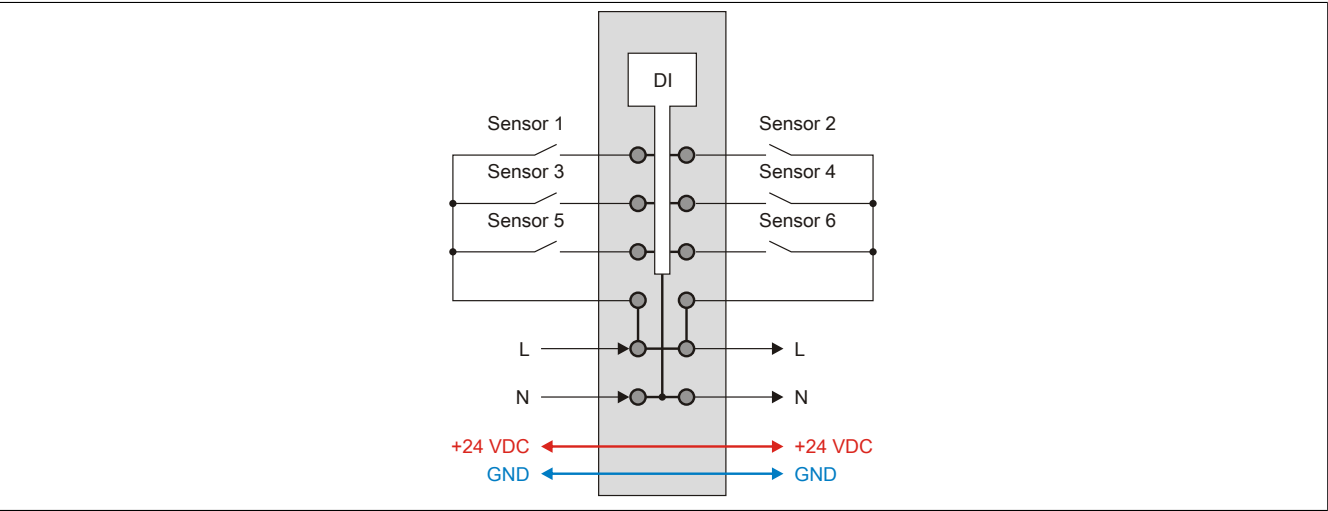 DI
Sensor 1 Sensor 2
Sensor 3 Sensor 4
Sensor 5 Sensor 6
L L
N N
+24 VDC +24 VDC
GND GND